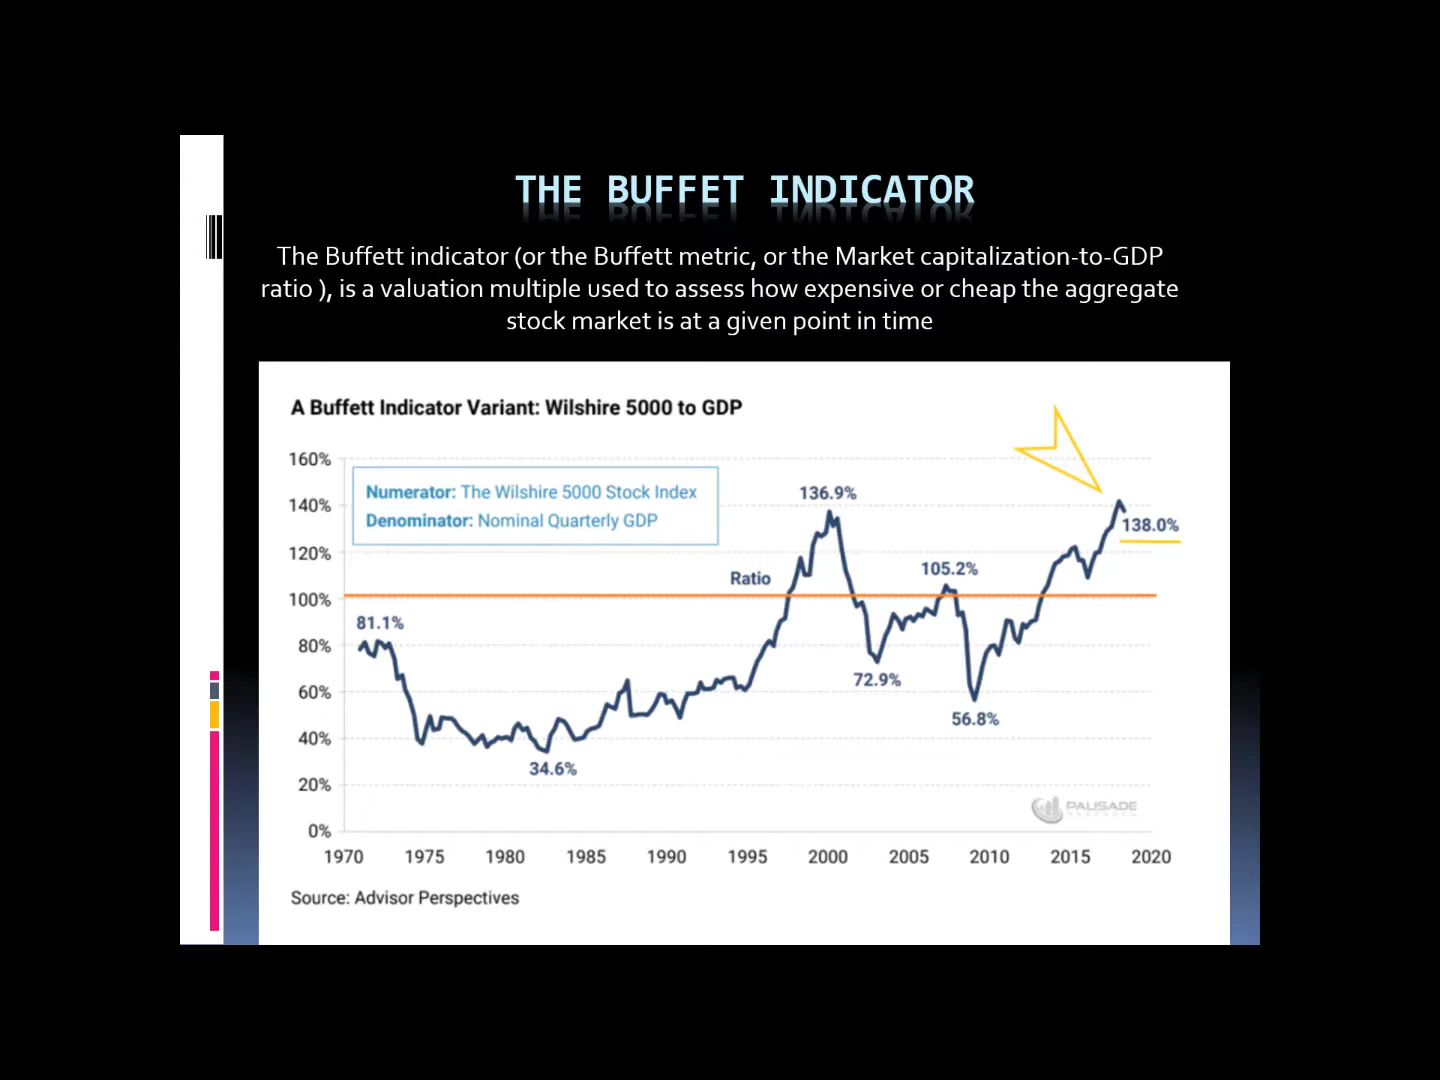 THE BUFFET INDICATOR
The Buffett indicator (or the Buffett metric, or the Market capitalization-to-GDP
ratio ), is a valuation multiple used to assess how expensive or cheap the aggregate
stock market is at a given point in time
A Buffett Indicator Variant: Wilshire 5000 to GDP
160%
Numerator: The Wilshire 5000 Stock Index
Denominator: Nominal Quarterly GDP
136.9%
140%
138.0%
120%
Ratio
105.2%
100%
81.1%
80%
72.9%
60%
56.8%
40%
34.6%
20%
PALISADE
RESEARCH
0%
1970 1975 1980 1985 1990 1995 2000 2005 2010 2015 2020
Source: Advisor Perspectives